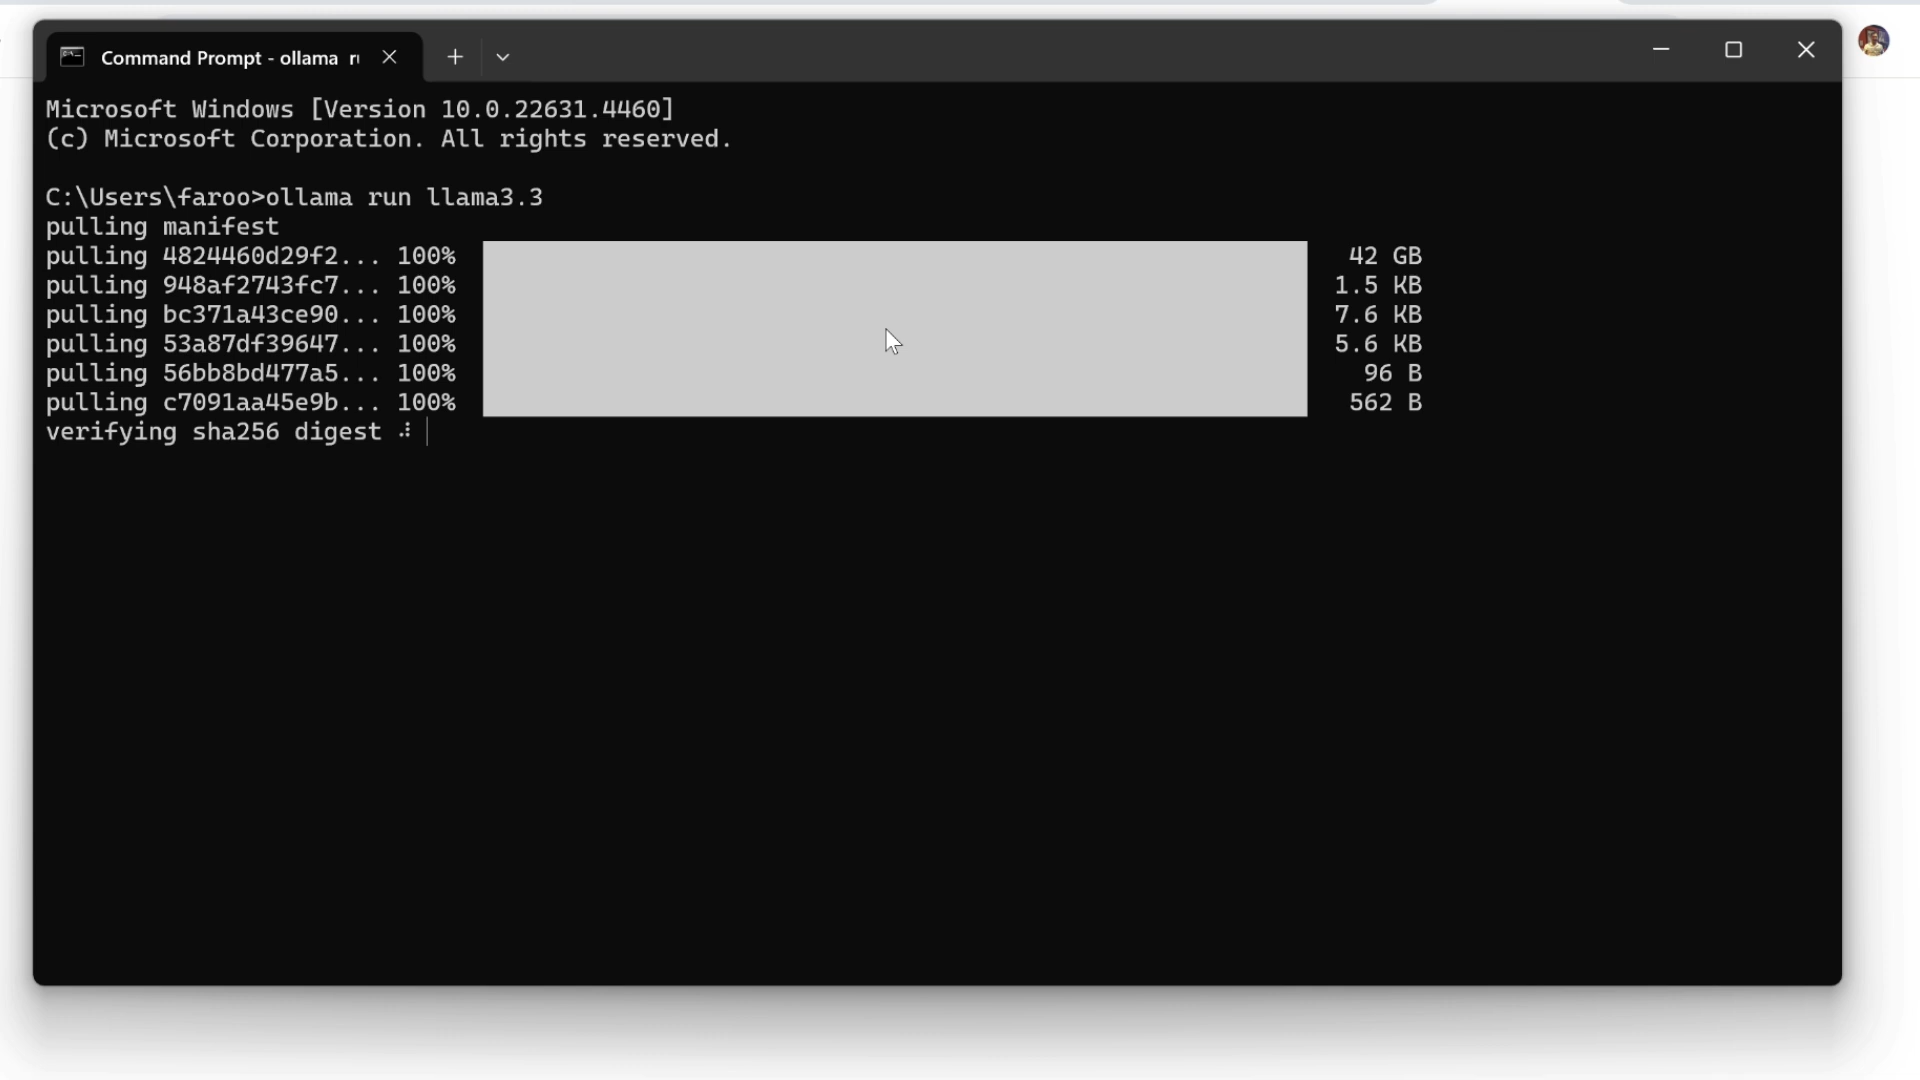 Command Prompt - ollama
Microsoft Windows [Version 10.0.22631.4460]
(c) Microsoft Corporation. All rights reserved.
C:\Users\faroo>ollama run llama3.3
pulling manifest
pulling 4824460d29f2... 100% 42 GB
pulling 948af2743fc7... 100% 1.5 KB
pulling bc371a43ce90... 100% 7.6 KB
pulling 53a87df39647... 100% 5.6 KB
pulling 56bb8bd477a5... 100% 96 B
pulling c7091aa45e9b... 100% 562 B
verifying sha256 digest ⠼